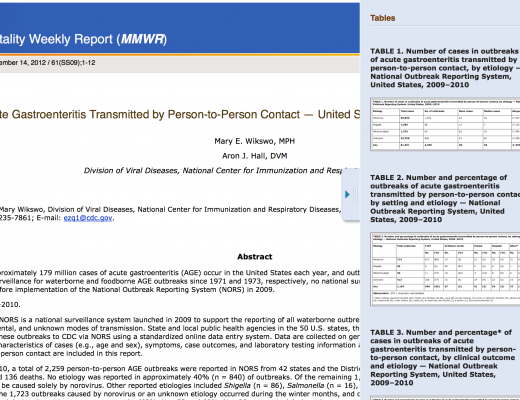 tality Weekly Report (MMWR)
ember 14, 2012 / 61(SS09);1-12
te Gastroenteritis Transmitted by Person-to-Person Contact — United S
Mary E. Wikswo, MPH
Aron J. Hall, DVM
Division of Viral Diseases, National Center for Immunization and Resp
Mary Wikswo, Division of Viral Diseases, National Center for Immunization and Respiratory Diseases,
235-7861; E-mail: ezq1@cdc.gov.
Abstract
proximately 179 million cases of acute gastroenteritis (AGE) occur in the United States each year, and outb
rveillance for waterborne and foodborne AGE outbreaks since 1971 and 1973, respectively, no national su
efore implementation of the National Outbreak Reporting System (NORS) in 2009.
–2010.
NORS is a national surveillance system launched in 2009 to support the reporting of all waterborne outbre
ental, and unknown modes of transmission. State and local public health agencies in the 50 U.S. states, th
hese outbreaks to CDC via NORS using a standardized online data entry system. Data are collected on ger
characteristics of cases (e.g., age and sex), symptoms, case outcomes, and laboratory testing information a
-person contact are included in this report.
10, a total of 2,259 person-to-person AGE outbreaks were reported in NORS from 42 states and the Distri
d 136 deaths. No etiology was reported in approximately 40% (n = 840) of outbreaks. Of the remaining 1,
be caused solely by norovirus. Other reported etiologies included Shigella (n = 86), Salmonella (n = 16),
e 1,723 outbreaks caused by norovirus or an unknown etiology occurred during the winter months, and o
Tables
TABLE 1. Number of cases in outbreaks
of acute gastroenteritis transmitted by
person-to-person contact, by etiology —
National Outbreak Reporting System,
United States, 2009–2010
TABLE 2. Number and percentage of
outbreaks of acute gastroenteritis
transmitted by person-to-person contac
by setting and etiology — National
Outbreak Reporting System, United
States, 2009–2010
TABLE 3. Number and percentage* of
cases in outbreaks of acute
gastroenteritis transmitted by person-
to-person contact, by clinical outcome
and etiology — National Outbreak
Reporting System, United States,
2009–2010